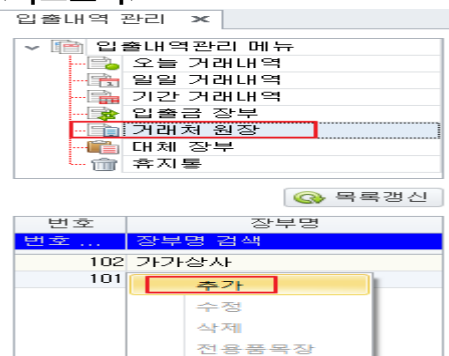 입출내역 관리 ×
입출내역관리 메뉴
오늘 거래내역
일일 거래내역
기간 거래내역
입출금 장부
거래처 원장
대체 장부
휴지통
목록갱신
번호 장부명
번호 ... 장부명 검색
102 가가상사
101
추가
수정
삭제
전용품목장